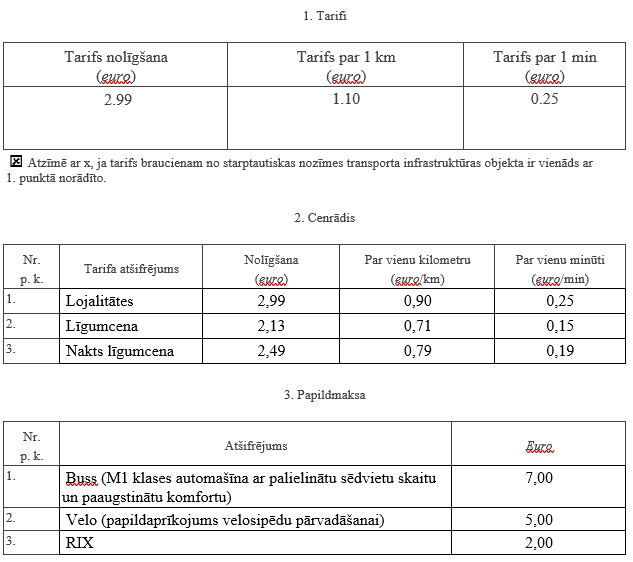 1. Tarifi
Tarifs nolīgšana
(euro)
Tarifs par 1 km
(euro)
Tarifs par 1 min
(euro)
2.99
1.10
0.25
☒ Atzīmē ar x, ja tarifs braucienam no starptautiskas nozīmes transporta infrastruktūras objekta ir vienāds ar
1. punktā norādīto.
2. Cenrādis
Nr.
p. k.
Tarifa atšifrējums
Nolīgšana
(euro)
Par vienu kilometru
(euro/km)
Par vienu minūti
(euro/min)
1. Lojalitātes 2,99 0,90 0,25
2. Līgumcena 2,13 0,71 0,15
3. Nakts līgumcena 2,49 0,79 0,19
3. Papildmaksa
Nr.
p. k.
Atšifrējums
Euro
1. Buss (M1 klases automašīna ar palielinātu sēdvietu skaitu 7,00
un paaugstinātu komfortu)
2. Velo (papildaprīkojums velosipēdu pārvadāšanai) 5,00
3. RIX 2,00